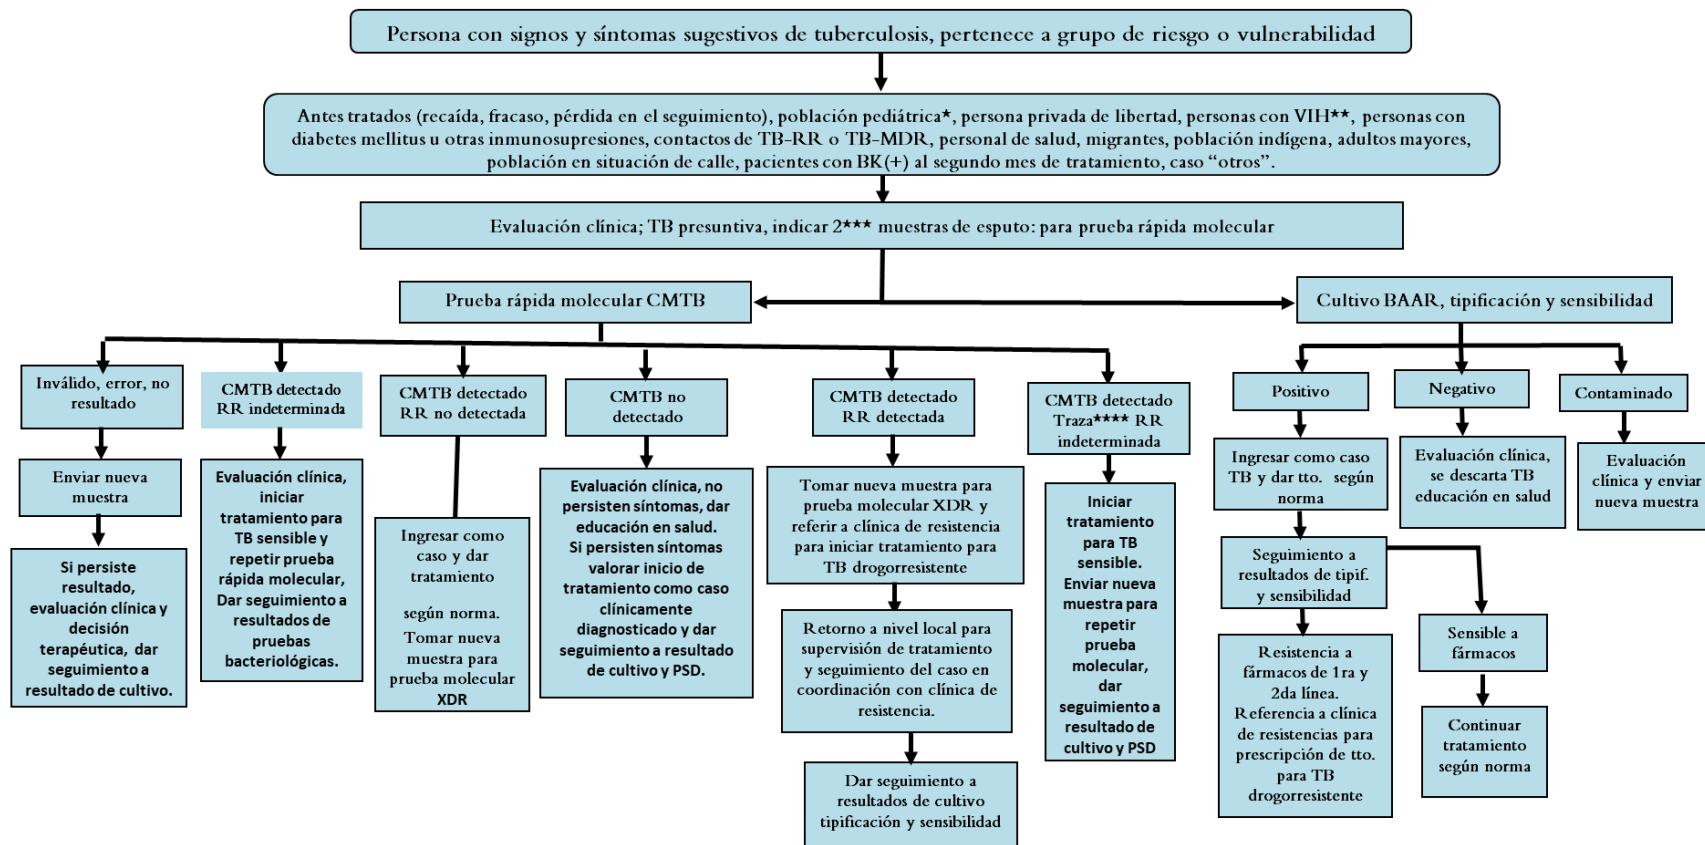 Persona con signos y síntomas sugestivos de tuberculosis, pertenece a grupo de riesgo o vulnerabilidad
Antes tratados (recaída, fracaso, pérdida en el seguimiento), población pediátrica★, persona privada de libertad, personas con VIH★★, personas con
diabetes mellitus u otras inmunosupresiones, contactos de TB-RR o TB-MDR, personal de salud, migrantes, población indígena, adultos mayores,
población en situación de calle, pacientes con BK(+) al segundo mes de tratamiento, caso “otros”.
Evaluación clínica; TB presuntiva, indicar 2★★★ muestras de esputo: para prueba rápida molecular
Prueba rápida molecular CMTB
Cultivo BAAR, tipificación y sensibilidad
Inválido, error, no
resultado
Enviar nueva
muestra
Si persiste
resultado,
evaluación clínica y
decisión
terapéutica, dar
seguimiento a
resultado de cultivo.
CMTB detectado
RR indeterminada
Evaluación clínica,
iniciar
tratamiento para
TB sensible y
repetir prueba
rápida molecular,
Dar seguimiento a
resultados de
pruebas
bacteriológicas.
CMTB detectado
RR no detectada
Ingresar como
caso y dar
tratamiento
según norma.
Tomar nueva
muestra para
prueba molecular
XDR
CMTB no
detectado
Evaluación clínica, no
persisten síntomas, dar
educación en salud.
Si persisten síntomas
valorar inicio de
tratamiento como caso
clínicamente
diagnosticado y dar
seguimiento a resultado
de cultivo y PSD.
CMTB detectado
RR detectada
Tomar nueva muestra para
prueba molecular XDR y
referir a clínica de resistencia
para iniciar tratamiento para
TB drogorresistente
Retorno a nivel local para
supervisión de tratamiento
y seguimiento del caso en
coordinación con clínica de
resistencia.
Dar seguimiento a
resultados de cultivo
tipificación y sensibilidad
CMTB detectado
Traza★★★★ RR
indeterminada
Iniciar
tratamiento
para TB
sensible.
Enviar nueva
muestra para
repetir
prueba
molecular,
dar
seguimiento a
resultado de
cultivo y PSD
Positivo
Ingresar como caso
TB y dar tto. según
norma
Seguimiento a
resultados de tipif.
y sensibilidad
Resistencia a
fármacos de 1ra y
2da línea.
Referencia a clínica
de resistencias para
prescripción de tto.
para TB
drogorresistente
Sensible a
fármacos
Continuar
tratamiento
según norma
Negativo
Evaluación clínica,
se descarta TB
educación en salud
Contaminado
Evaluación
clínica y enviar
nueva muestra